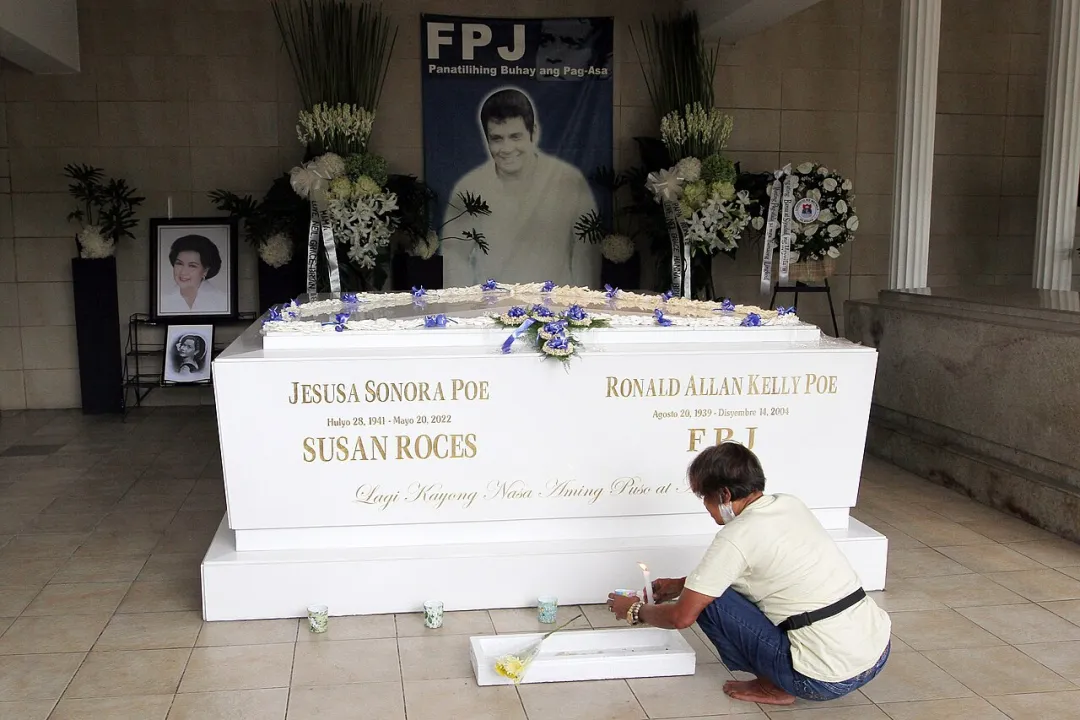 FPJ
Panatilihing Buhay ang Pag-Asa
JESUSA SONORA POE
Hulyo 28, 1941 - Mayo 20, 2022
SUSAN ROCES
RONALD ALLAN KELLY POE
Agosto 20, 1939 - Disyembre 14, 2004
FPJ
Lagi Kayong Nasa Aming Puso at